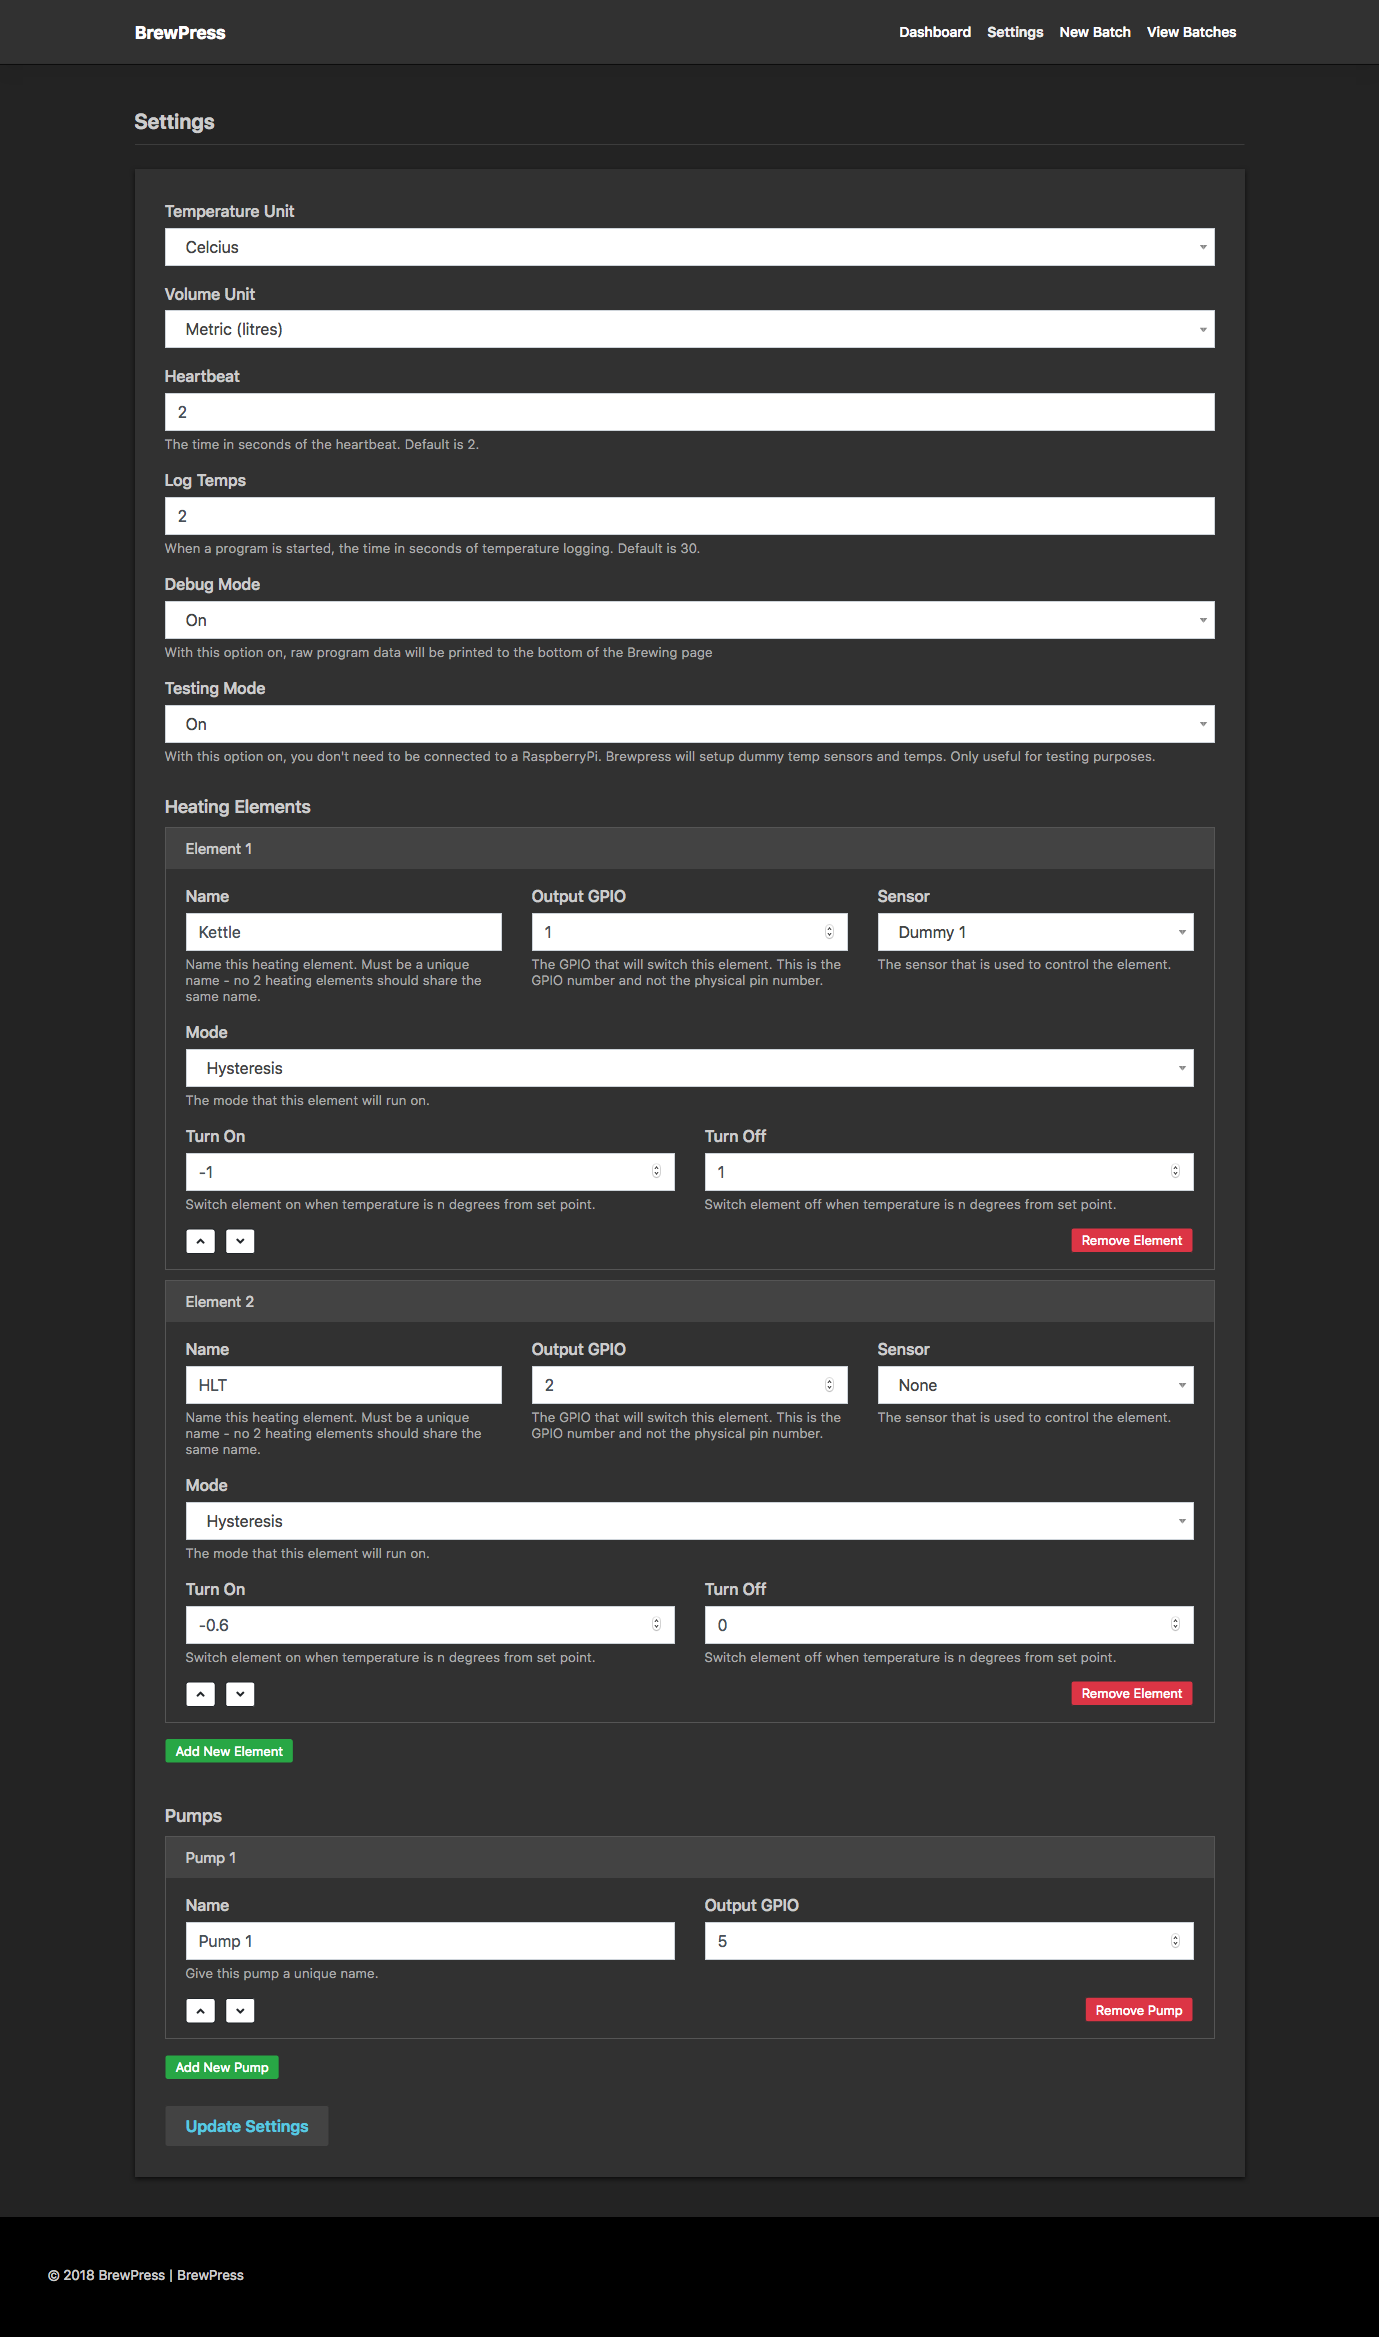 BrewPress
Dashboard Settings New Batch View Batches
Settings
Temperature Unit
Celcius
Volume Unit
Metric (litres)
Heartbeat
2
The time in seconds of the heartbeat. Default is 2.
Log Temps
2
When a program is started, the time in seconds of temperature logging. Default is 30.
Debug Mode
On
With this option on, raw program data will be printed to the bottom of the Brewing page
Testing Mode
On
With this option on, you don't need to be connected to a RaspberryPi. Brewpress will setup dummy temp sensors and temps. Only useful for testing purposes.
Heating Elements
Element 1
Name
Kettle
Name this heating element. Must be a unique
name - no 2 heating elements should share the
same name.
Output GPIO
1
The GPIO that will switch this element. This is the
GPIO number and not the physical pin number.
Sensor
Dummy 1
The sensor that is used to control the element.
Mode
Hysteresis
The mode that this element will run on.
Turn On
-1
Switch element on when temperature is n degrees from set point.
Turn Off
1
Switch element off when temperature is n degrees from set point.
Remove Element
Element 2
Name
HLT
Name this heating element. Must be a unique
name - no 2 heating elements should share the
same name.
Output GPIO
2
The GPIO that will switch this element. This is the
GPIO number and not the physical pin number.
Sensor
None
The sensor that is used to control the element.
Mode
Hysteresis
The mode that this element will run on.
Turn On
-0.6
Switch element on when temperature is n degrees from set point.
Turn Off
0
Switch element off when temperature is n degrees from set point.
Remove Element
Add New Element
Pumps
Pump 1
Name
Pump 1
Give this pump a unique name.
Output GPIO
5
Remove Pump
Add New Pump
Update Settings
© 2018 BrewPress | BrewPress